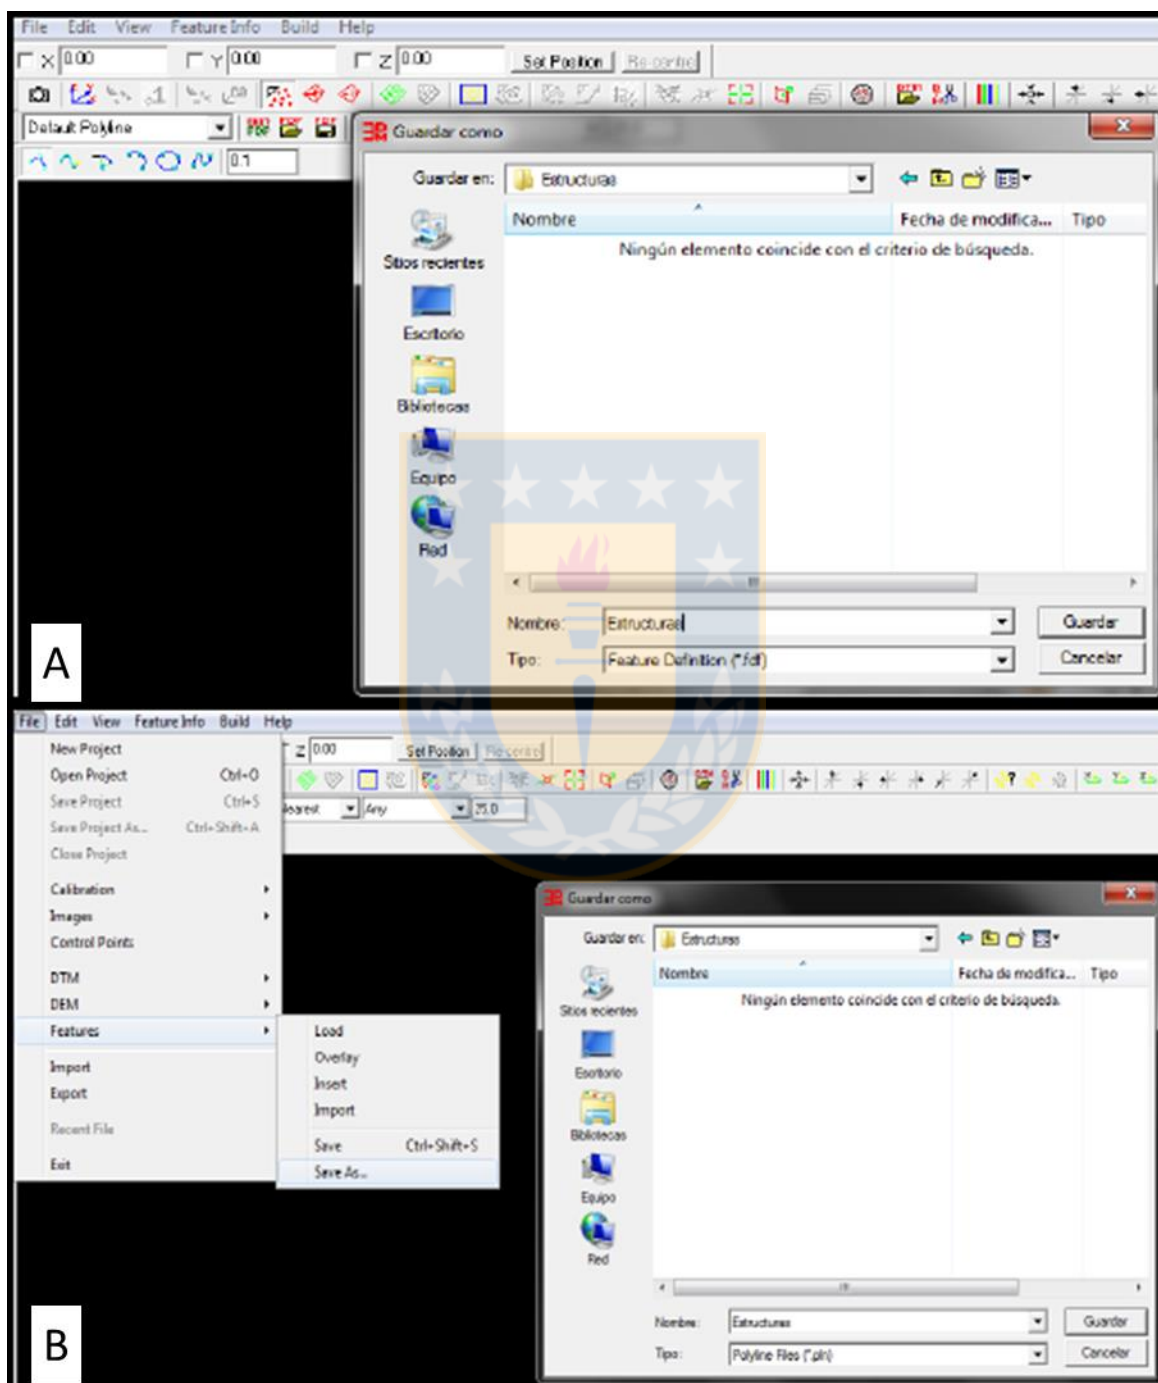 File Edit View Feature Info Build Help
X 0.00 Y 0.00 Z 0.00 Set Position Re-centre
Default Polyline
Guardar como
0.1
Guardar en: Estructuras
Nombre Fecha de modifica... Tipo
Ningún elemento coincide con el criterio de búsqueda.
Sitios recientes
Escritorio
Bibliotecas
Equipo
Red
Nombre: Estructuras Guardar
Tipo: Feature Definition (*.fdf) Cancelar
A
File Edit View Feature Info Build Help
New Project
Z 0.00 Set Position Re-centre
Open Project Ctrl+O
Save Project Ctrl+S
Any 25.0
Save Project As... Ctrl+Shift+A
Close Project
Calibration
Images
Control Points
DTM
DEM
Features
Import
Export
Recent File
Exit
Load
Overlay
Insert
Import
Save Ctrl+Shift+S
Save As...
Guardar como
Guardar en: Estructuras
Nombre Fecha de modifica... Tipo
Ningún elemento coincide con el criterio de búsqueda.
Sitios recientes
Escritorio
Bibliotecas
Equipo
Red
Nombre: Estructuras Guardar
Tipo: Polyline Files (*.pln) Cancelar
B